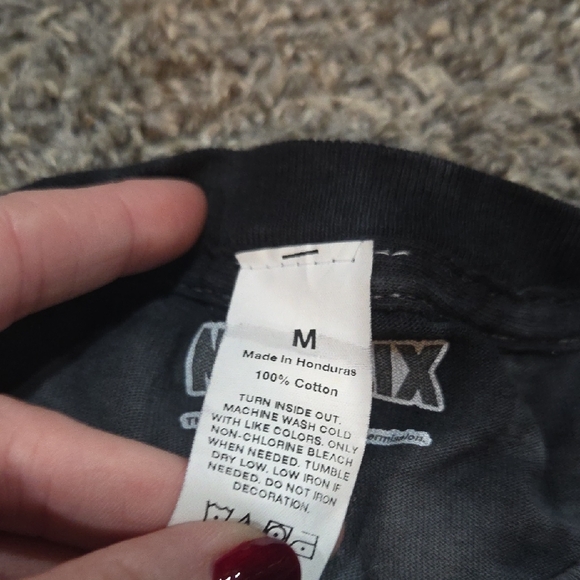 M
Made In Honduras
100% Cotton
TURN INSIDE OUT.
MACHINE WASH COLD
WITH LIKE COLORS. ONLY
NON-CHLORINE BLEACH
WHEN NEEDED. TUMBLE
DRY LOW. LOW IRON IF
NEEDED. DO NOT IRON
DECORATION.